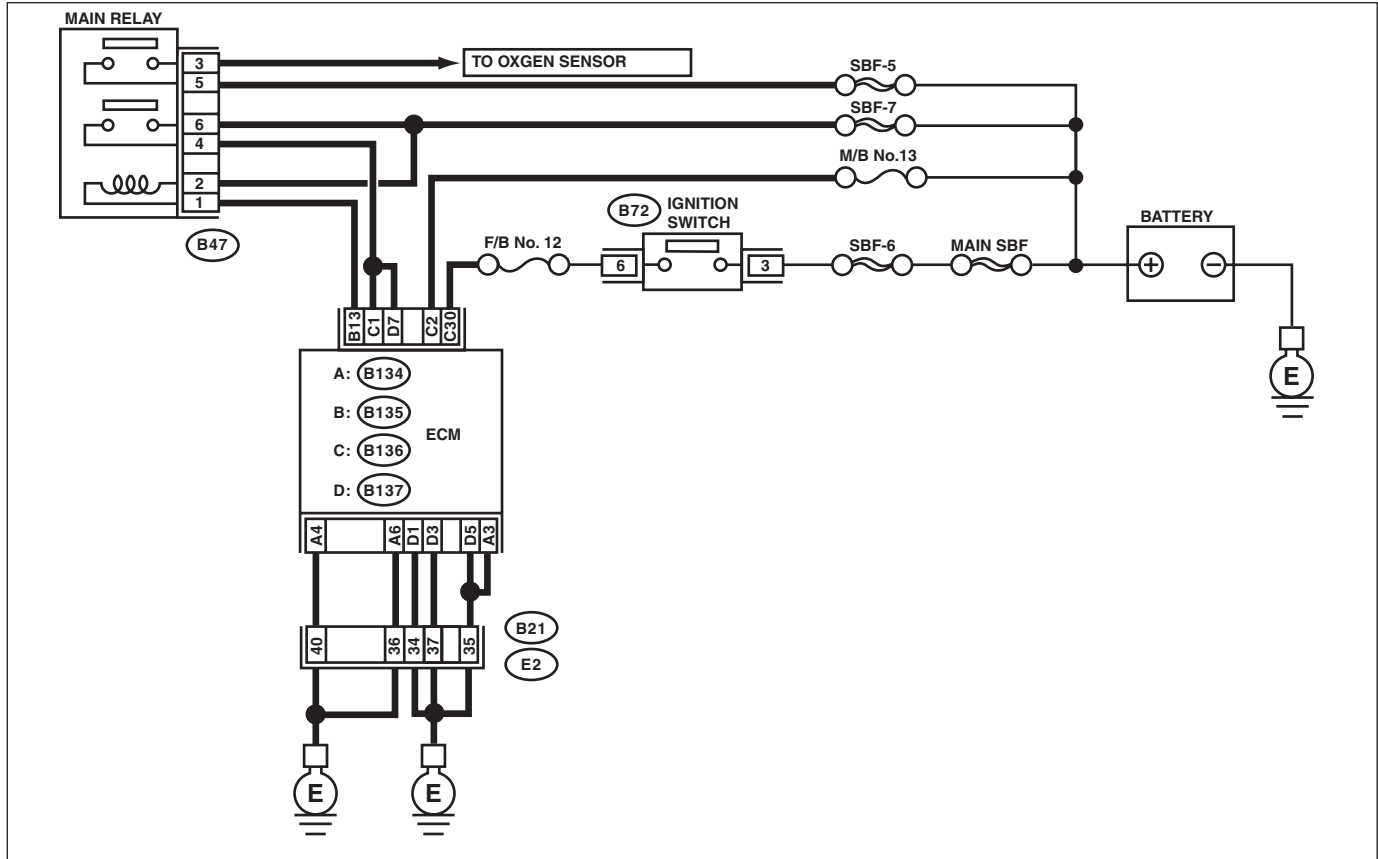 MAIN RELAY
3
TO OXGEN SENSOR
5
SBF-5
6
SBF-7
4
M/B No.13
2
1
B47
B72
IGNITION
SWITCH
F/B No. 12
6
3
SBF-6
MAIN SBF
BATTERY
+
−
E
B13
C1
D7
C2
C30
A: B134
B: B135
ECM
C: B136
D: B137
A4
A6
D1
D3
D5
A3
40
36
34
37
35
B21
E2
E
E